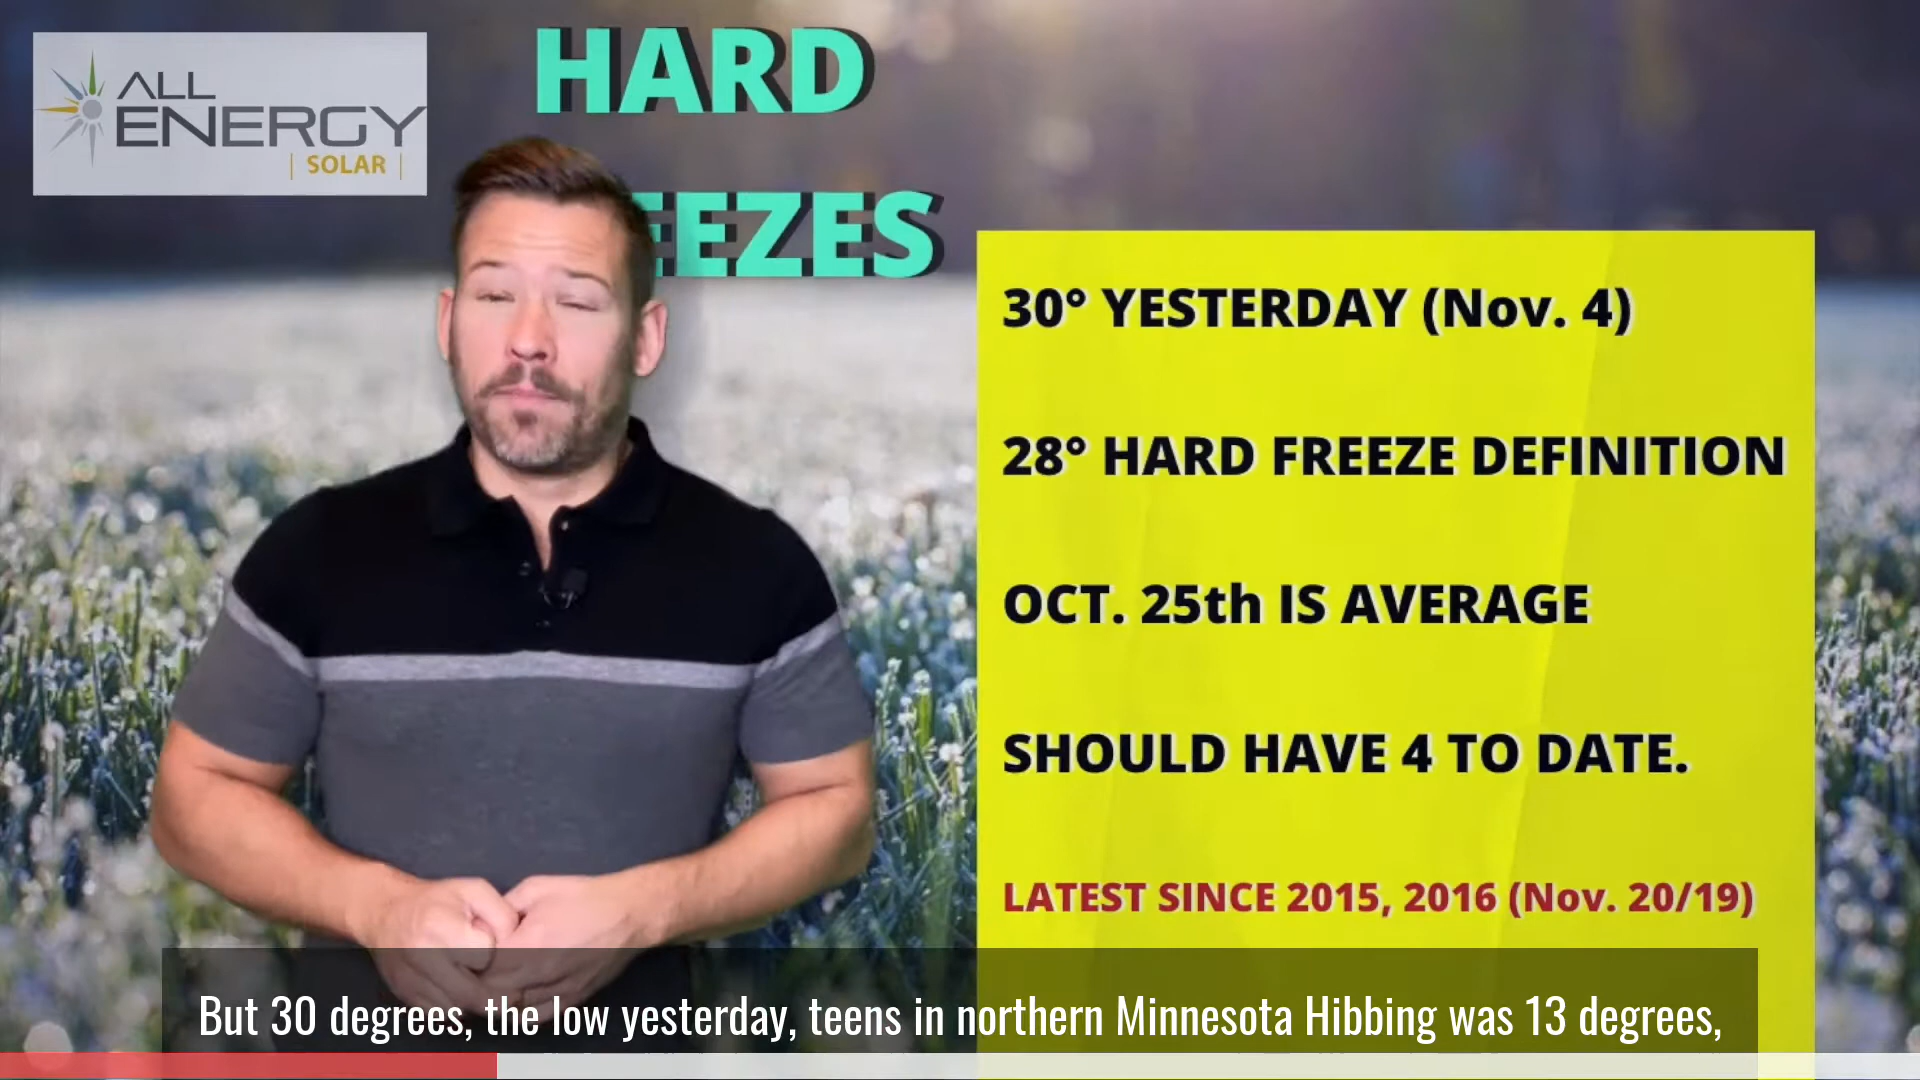 ALL
ENERGY
| SOLAR |
HARD
EEZES
30° YESTERDAY (Nov. 4)
28° HARD FREEZE DEFINITION
OCT. 25th IS AVERAGE
SHOULD HAVE 4 TO DATE.
LATEST SINCE 2015, 2016 (Nov. 20/19)
But 30 degrees, the low yesterday, teens in northern Minnesota Hibbing was 13 degrees,